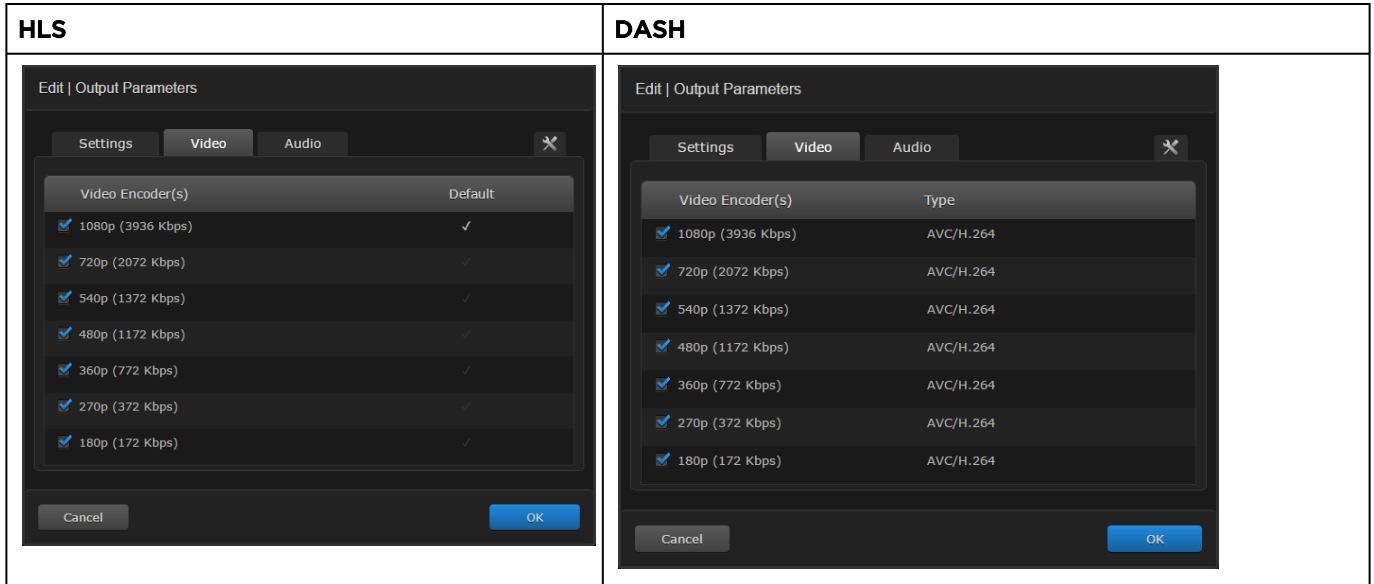 HLS
DASH
Edit | Output Parameters
Settings Video Audio
Video Encoder(s) Default
1080p (3936 Kbps)
720p (2072 Kbps)
540p (1372 Kbps)
480p (1172 Kbps)
360p (772 Kbps)
270p (372 Kbps)
180p (172 Kbps)
Cancel OK
Edit | Output Parameters
Settings Video Audio
Video Encoder(s) Type
1080p (3936 Kbps) AVC/H.264
720p (2072 Kbps) AVC/H.264
540p (1372 Kbps) AVC/H.264
480p (1172 Kbps) AVC/H.264
360p (772 Kbps) AVC/H.264
270p (372 Kbps) AVC/H.264
180p (172 Kbps) AVC/H.264
Cancel OK